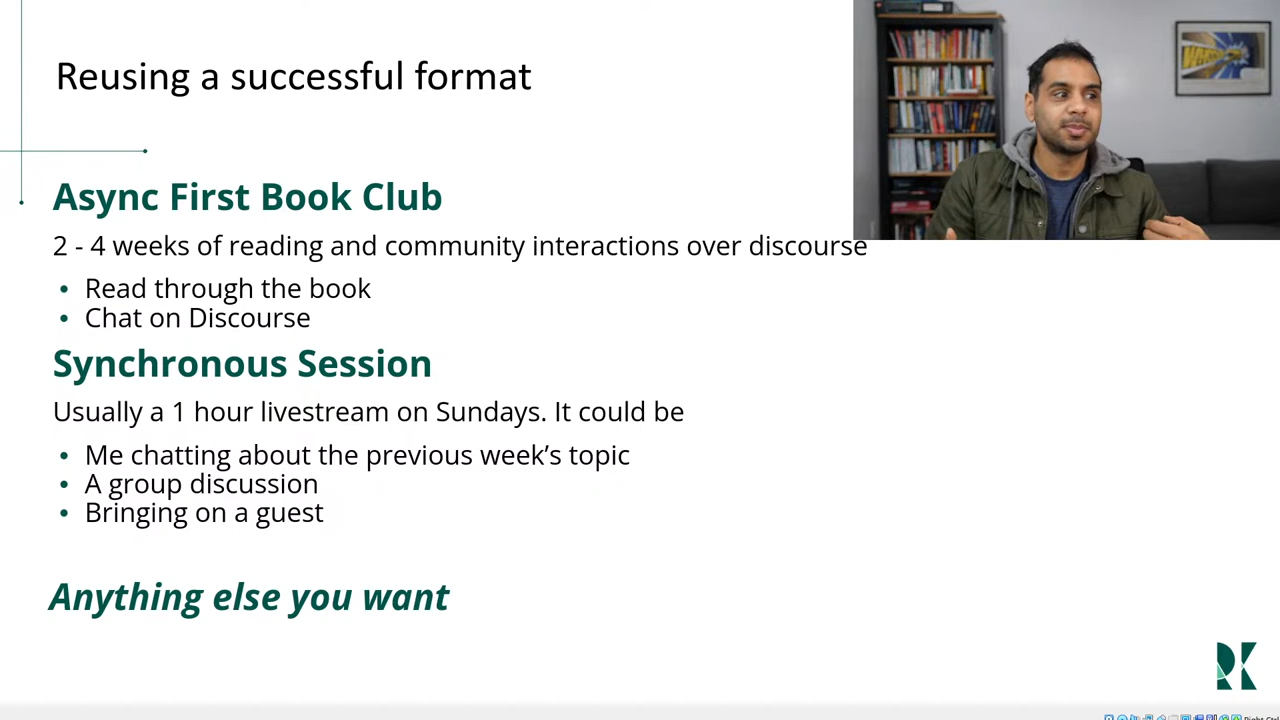 Reusing a successful format
Async First Book Club
2 - 4 weeks of reading and community interactions over discourse
• Read through the book
• Chat on Discourse
Synchronous Session
Usually a 1 hour livestream on Sundays. It could be
• Me chatting about the previous week’s topic
• A group discussion
• Bringing on a guest
Anything else you want
RK